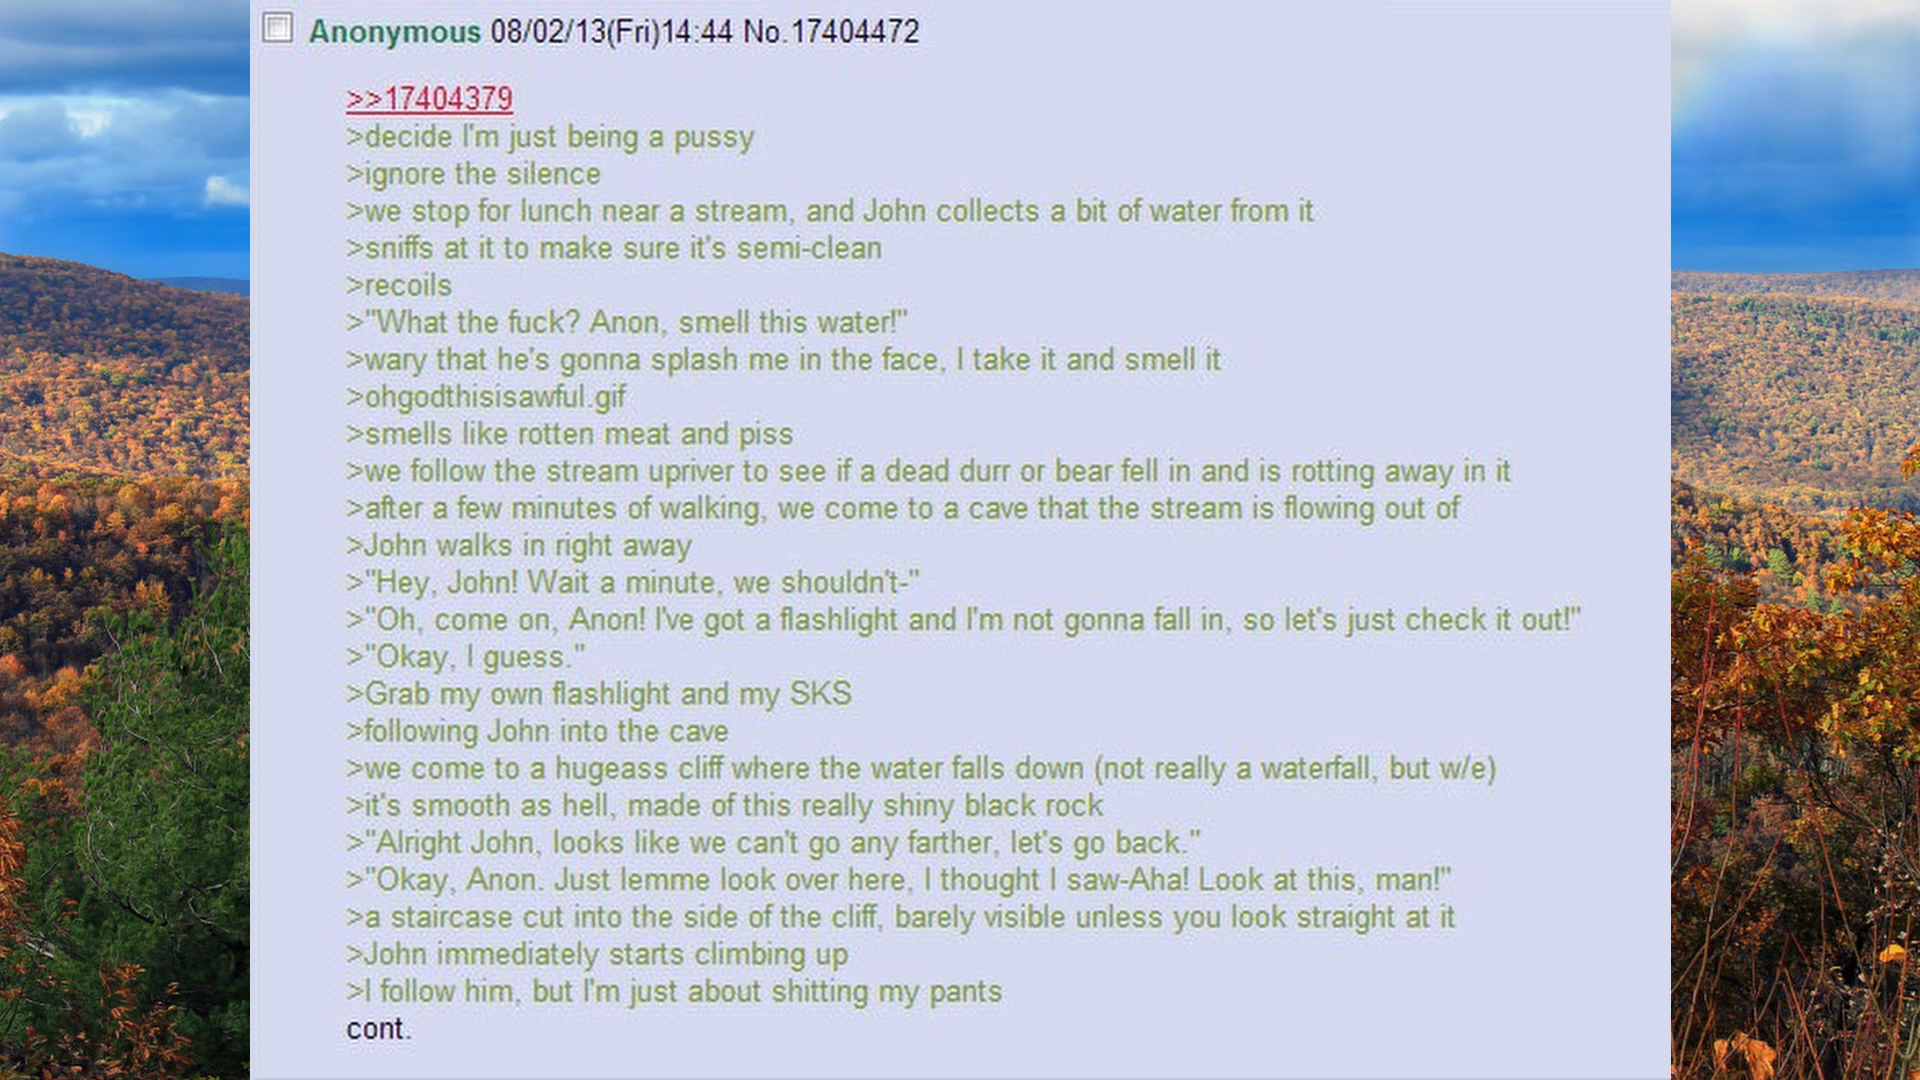 Anonymous 08/02/13(Fri)14:44 No.17404472
>>17404379
>decide I'm just being a pussy
>ignore the silence
>we stop for lunch near a stream, and John collects a bit of water from it
>sniffs at it to make sure it's semi-clean
>recoils
>"What the fuck? Anon, smell this water!"
>wary that he's gonna splash me in the face, I take it and smell it
>ohgodthisisawful.gif
>smells like rotten meat and piss
>we follow the stream upriver to see if a dead durr or bear fell in and is rotting away in it
>after a few minutes of walking, we come to a cave that the stream is flowing out of
>John walks in right away
>"Hey, John! Wait a minute, we shouldn't-"
>"Oh, come on, Anon! I've got a flashlight and I'm not gonna fall in, so let's just check it out!"
>"Okay, I guess."
>Grab my own flashlight and my SKS
>following John into the cave
>we come to a hugeass cliff where the water falls down (not really a waterfall, but w/e)
>it's smooth as hell, made of this really shiny black rock
>"Alright John, looks like we can't go any farther, let's go back."
>"Okay, Anon. Just lemme look over here, I thought I saw-Aha! Look at this, man!"
>a staircase cut into the side of the cliff, barely visible unless you look straight at it
>John immediately starts climbing up
>I follow him, but I'm just about shitting my pants
cont.